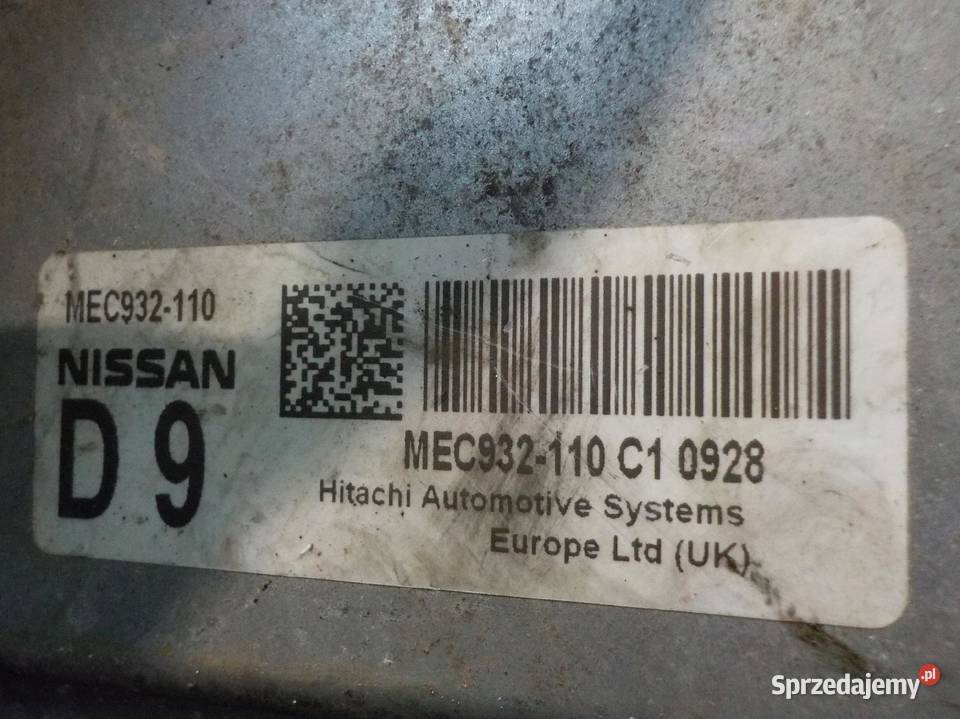 MEC932-110
NISSAN
D 9
MEC932-110 C1 0928
Hitachi Automotive Systems
Europe Ltd (UK)
Sprzedajemy.pl